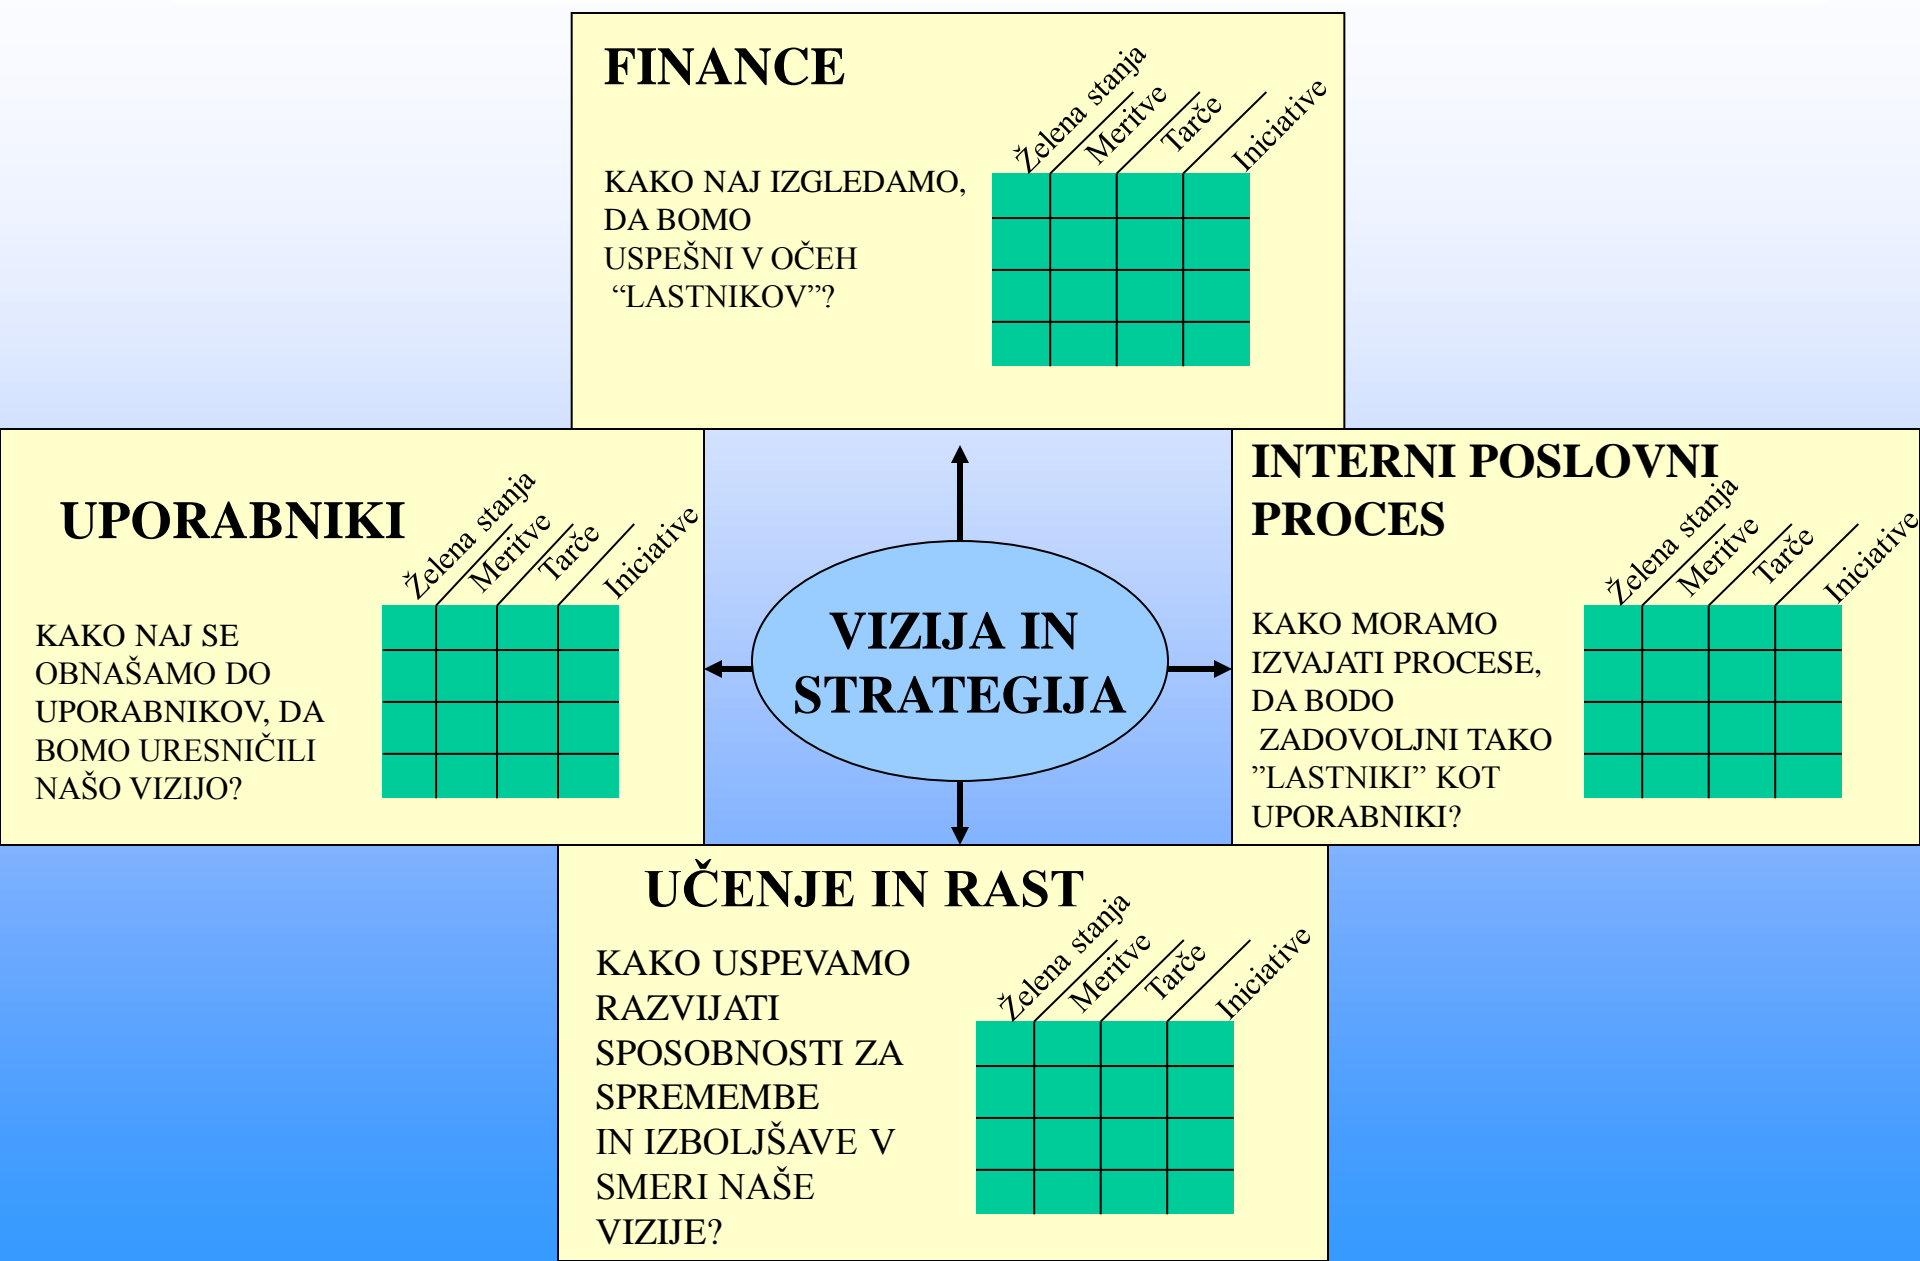 FINANCE
Želena stanja
Meritve
Tarče
Iniciative
KAKO NAJ IZGLEDAMO,
DA BOMO
USPEŠNI V OČEH
“LASTNIKOV”?
UPORABNIKI
Želena stanja
Meritve
Tarče
Iniciative
KAKO NAJ SE
OBNAŠAMO DO
UPORABNIKOV, DA
BOMO URESNIČILI
NAŠO VIZIJO?
VIZIJA IN
STRATEGIJA
INTERNI POSLOVNI
PROCES
Želena stanja
Meritve
Tarče
Iniciative
KAKO MORAMO
IZVAJATI PROCESE,
DA BODO
ZADOVOLJNI TAKO
”LASTNIKI” KOT
UPORABNIKI?
UČENJE IN RAST
Želena stanja
Meritve
Tarče
Iniciative
KAKO USPEVAMO
RAZVIJATI
SPOSOBNOSTI ZA
SPREMEMBE
IN IZBOLJŠAVE V
SMERI NAŠE
VIZIJE?